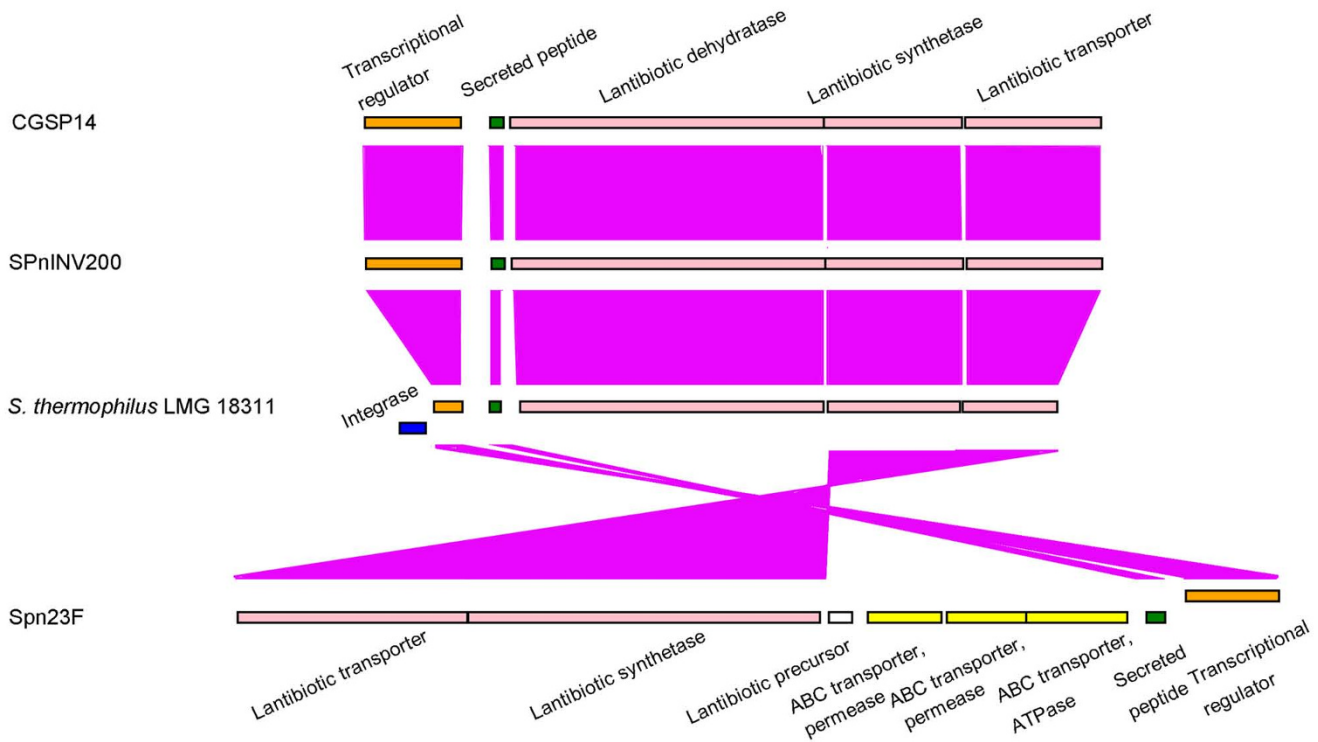 Transcriptional
regulator
Secreted peptide
Lantibiotic dehydratase
Lantibiotic synthetase
Lantibiotic transporter
CGSP14
SPnINV200
S. thermophilus LMG 18311
Integrase
Spn23F
Lantibiotic transporter
Lantibiotic synthetase
Lantibiotic precursor
ABC transporter,
permease
ABC transporter,
permease
ABC transporter,
ATPase
Secreted
peptide
Transcriptional
regulator